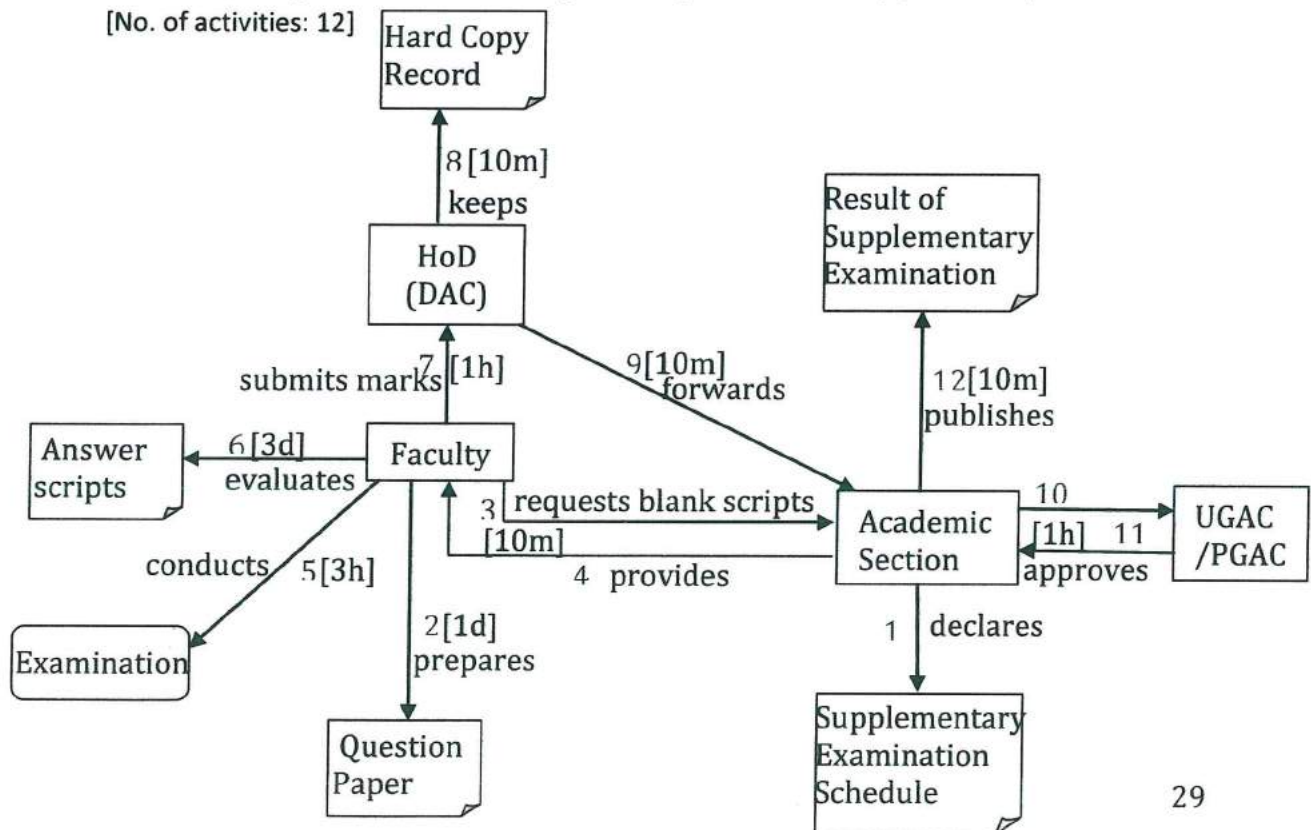 [No. of activities: 12]
Hard Copy
Record
8 [10m]
keeps
HoD
(DAC)
Result of
Supplementary
Examination
7 [1h]
submits marks
9[10m]
forwards
12[10m]
publishes
Answer
scripts
6 [3d]
evaluates
Faculty
3 requests blank scripts
[10m]
4 provides
Academic
Section
10
[1h] 11
approves
UGAC
/PGAC
conducts
5[3h]
Examination
2[1d]
prepares
1 declares
Question
Paper
Supplementary
Examination
Schedule
29